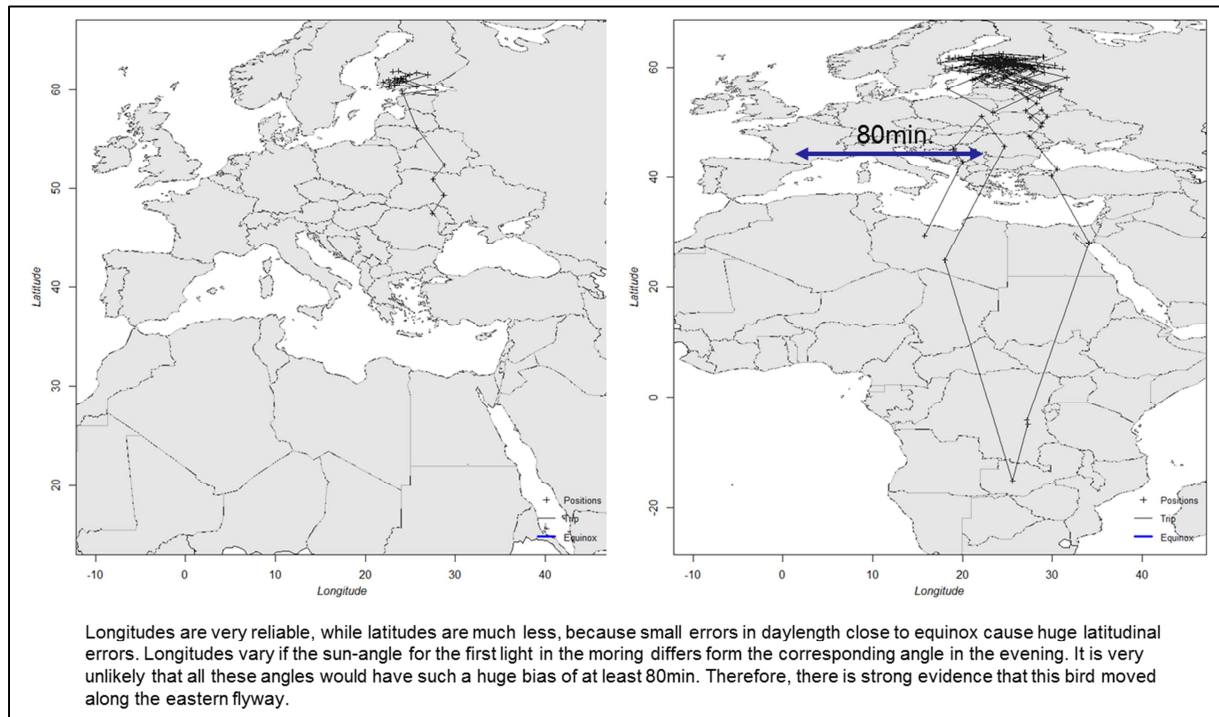 60
50
40
30
20
Latitude
-10
0
10
20
30
40
Longitude
Positions
Trip
Equinox
60
40
20
0
-20
Latitude
-10
0
10
20
30
40
Longitude
80min.
Positions
Trip
Equinox
Longitudes are very reliable, while latitudes are much less, because small errors in daylength close to equinox cause huge latitudinal
errors. Longitudes vary if the sun-angle for the first light in the moring differs form the corresponding angle in the evening. It is very
unlikely that all these angles would have such a huge bias of at least 80min. Therefore, there is strong evidence that this bird moved
along the eastern flyway.